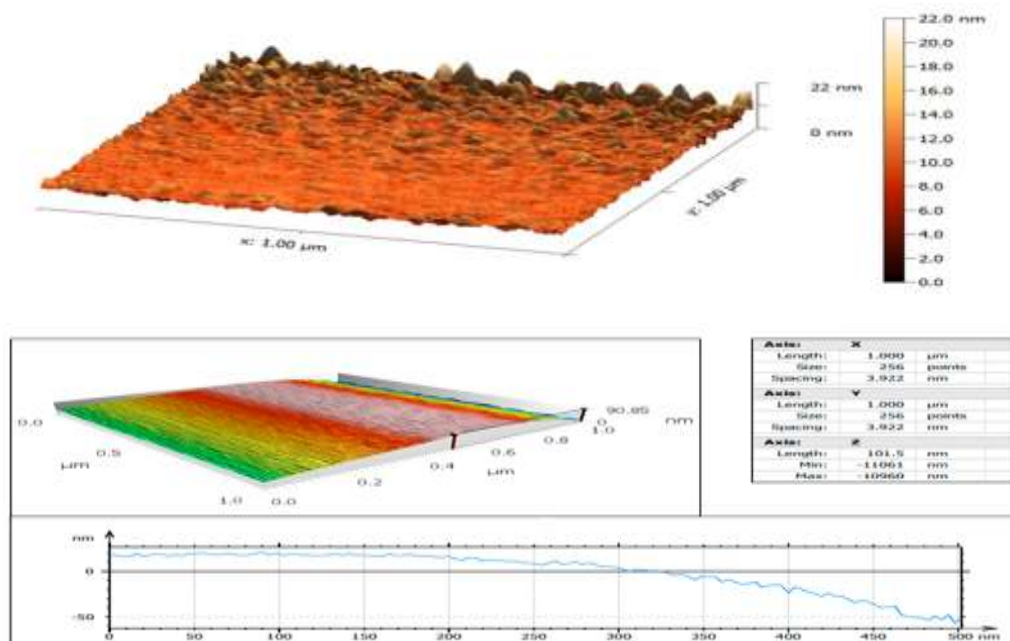 22.0 nm
20.0
18.0
16.0
14.0
12.0
10.0
8.0
6.0
4.0
2.0
0.0
22 nm
0 nm
x: 1.00 µm
y: 1.00 µm
0.0
0.5
1.0
µm
0.0
0.2
0.4
0.6
0.8
1.0
µm
90.85
0
nm
Axis: X
Length: 1.000 µm
Size: 256 points
Spacing: 3.922 nm
Axis: Y
Length: 1.000 µm
Size: 256 points
Spacing: 3.922 nm
Axis: Z
Length: 101.5 nm
Min: -11061 nm
Max: -10960 nm
nm
0
-50
0 50 100 150 200 250 300 350 400 450 500 nm